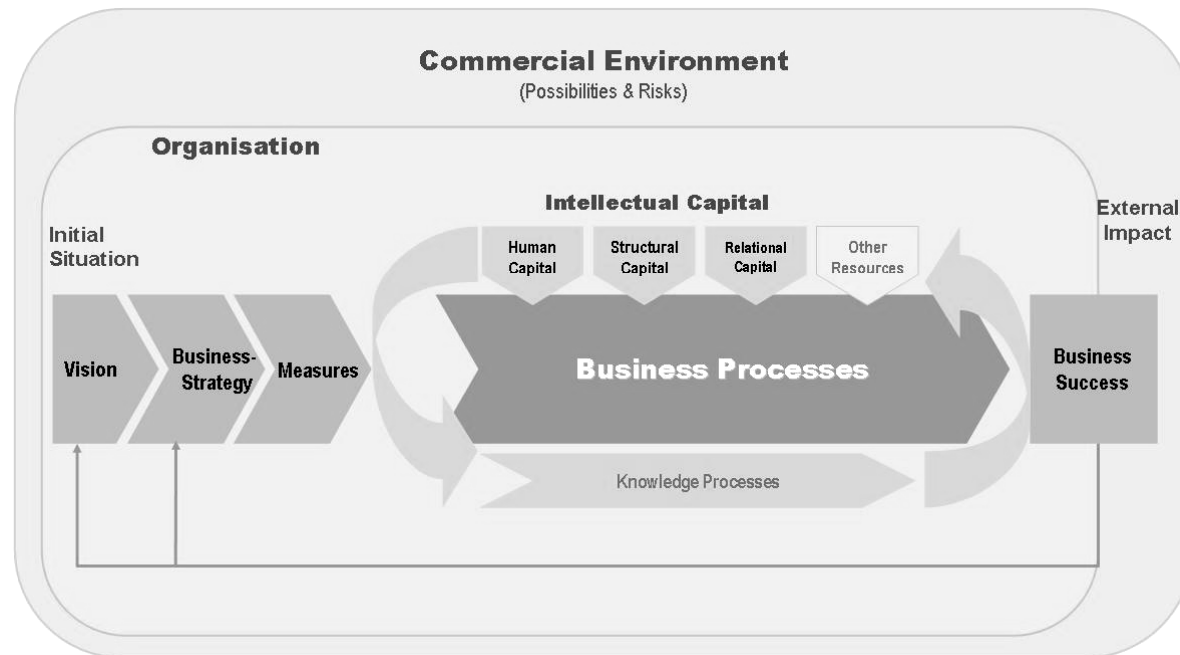 Commercial Environment
(Possibilities & Risks)
Organisation
Intellectual Capital
Initial
Situation
External
Impact
Human
Capital
Structural
Capital
Relational
Capital
Other
Resources
Vision
Business-
Strategy
Measures
Business Processes
Business
Success
Knowledge Processes